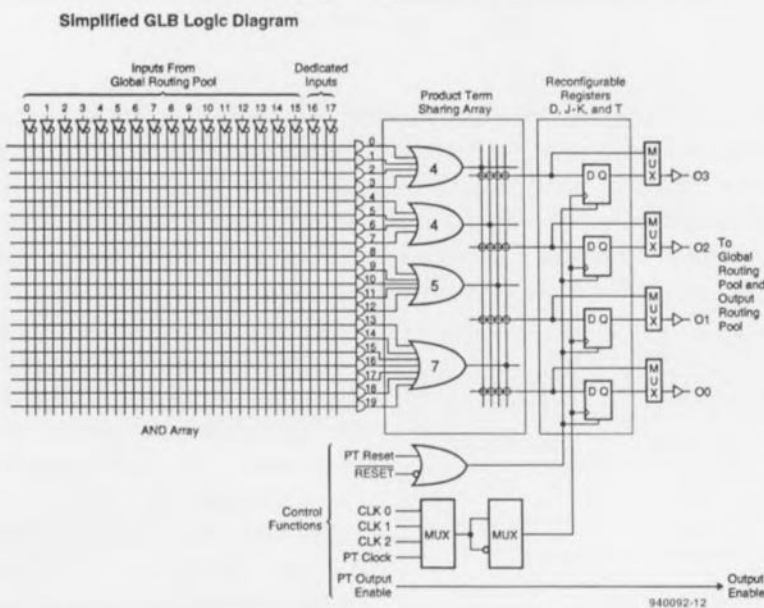 Simplified GLB Logic Diagram
Inputs From
Global Routing Pool
Dedicated
Inputs
0 1 2 3 4 5 6 7 8 9 10 11 12 13 14 15 16 17
Product Term
Sharing Array
Reconfigurable
Registers
D, J-K, and T
0
1
2
3
4
5
6
7
8
9
10
11
12
13
14
15
16
17
18
19
4
4
5
7
D Q
D Q
D Q
D Q
MUX
MUX
MUX
MUX
O3
O2
O1
O0
To
Global
Routing
Pool and
Output
Routing
Pool
AND Array
Control
Functions
PT Reset
RESET
CLK 0
CLK 1
CLK 2
PT Clock
MUX
MUX
PT Output
Enable
Output
Enable
940092-12